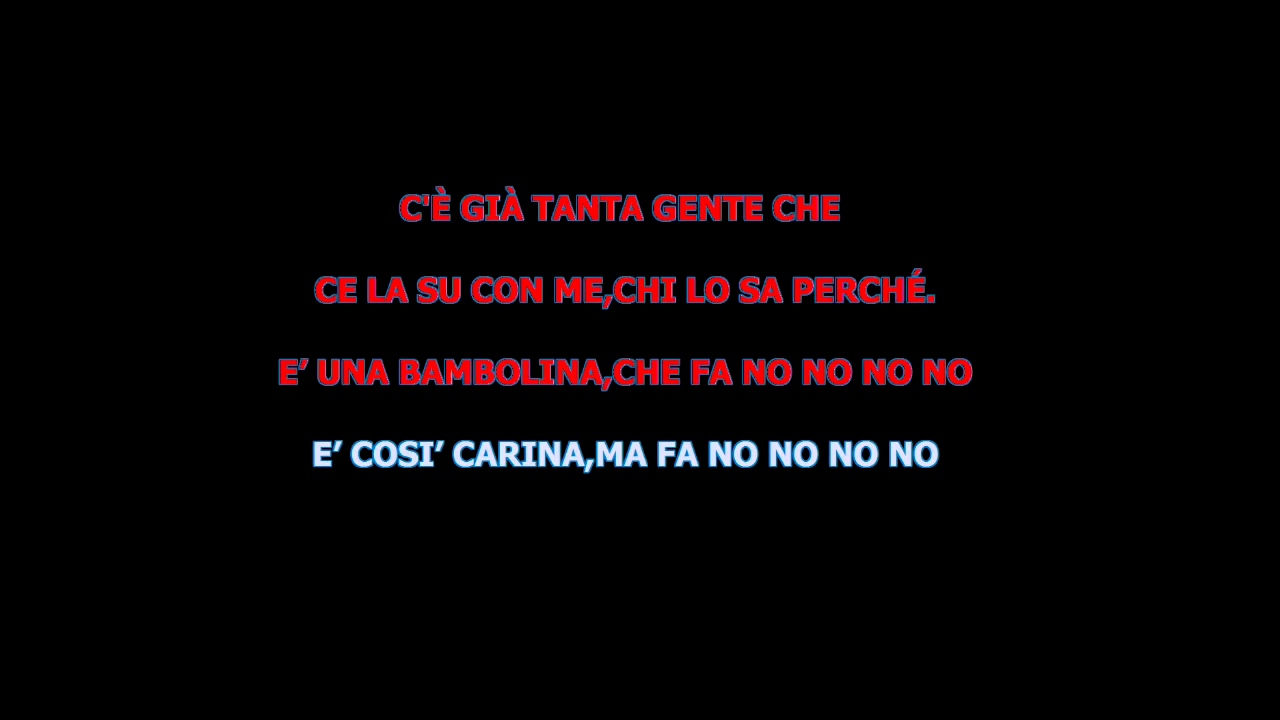 C'È GIÀ TANTA GENTE CHE
CE LA SU CON ME,CHI LO SA PERCHÉ.
E’ UNA BAMBOLINA,CHE FA NO NO NO NO
E’ COSI’ CARINA,MA FA NO NO NO NO